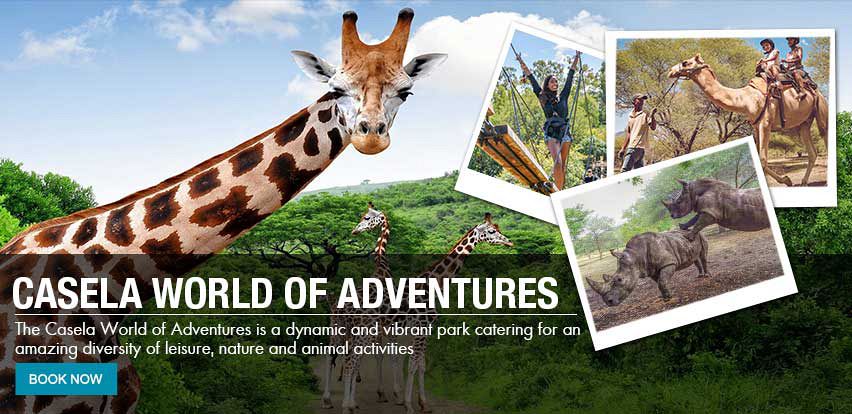 CASELA WORLD OF ADVENTURES
The Casela World of Adventures is a dynamic and vibrant park catering for an
amazing diversity of leisure, nature and animal activities
BOOK NOW